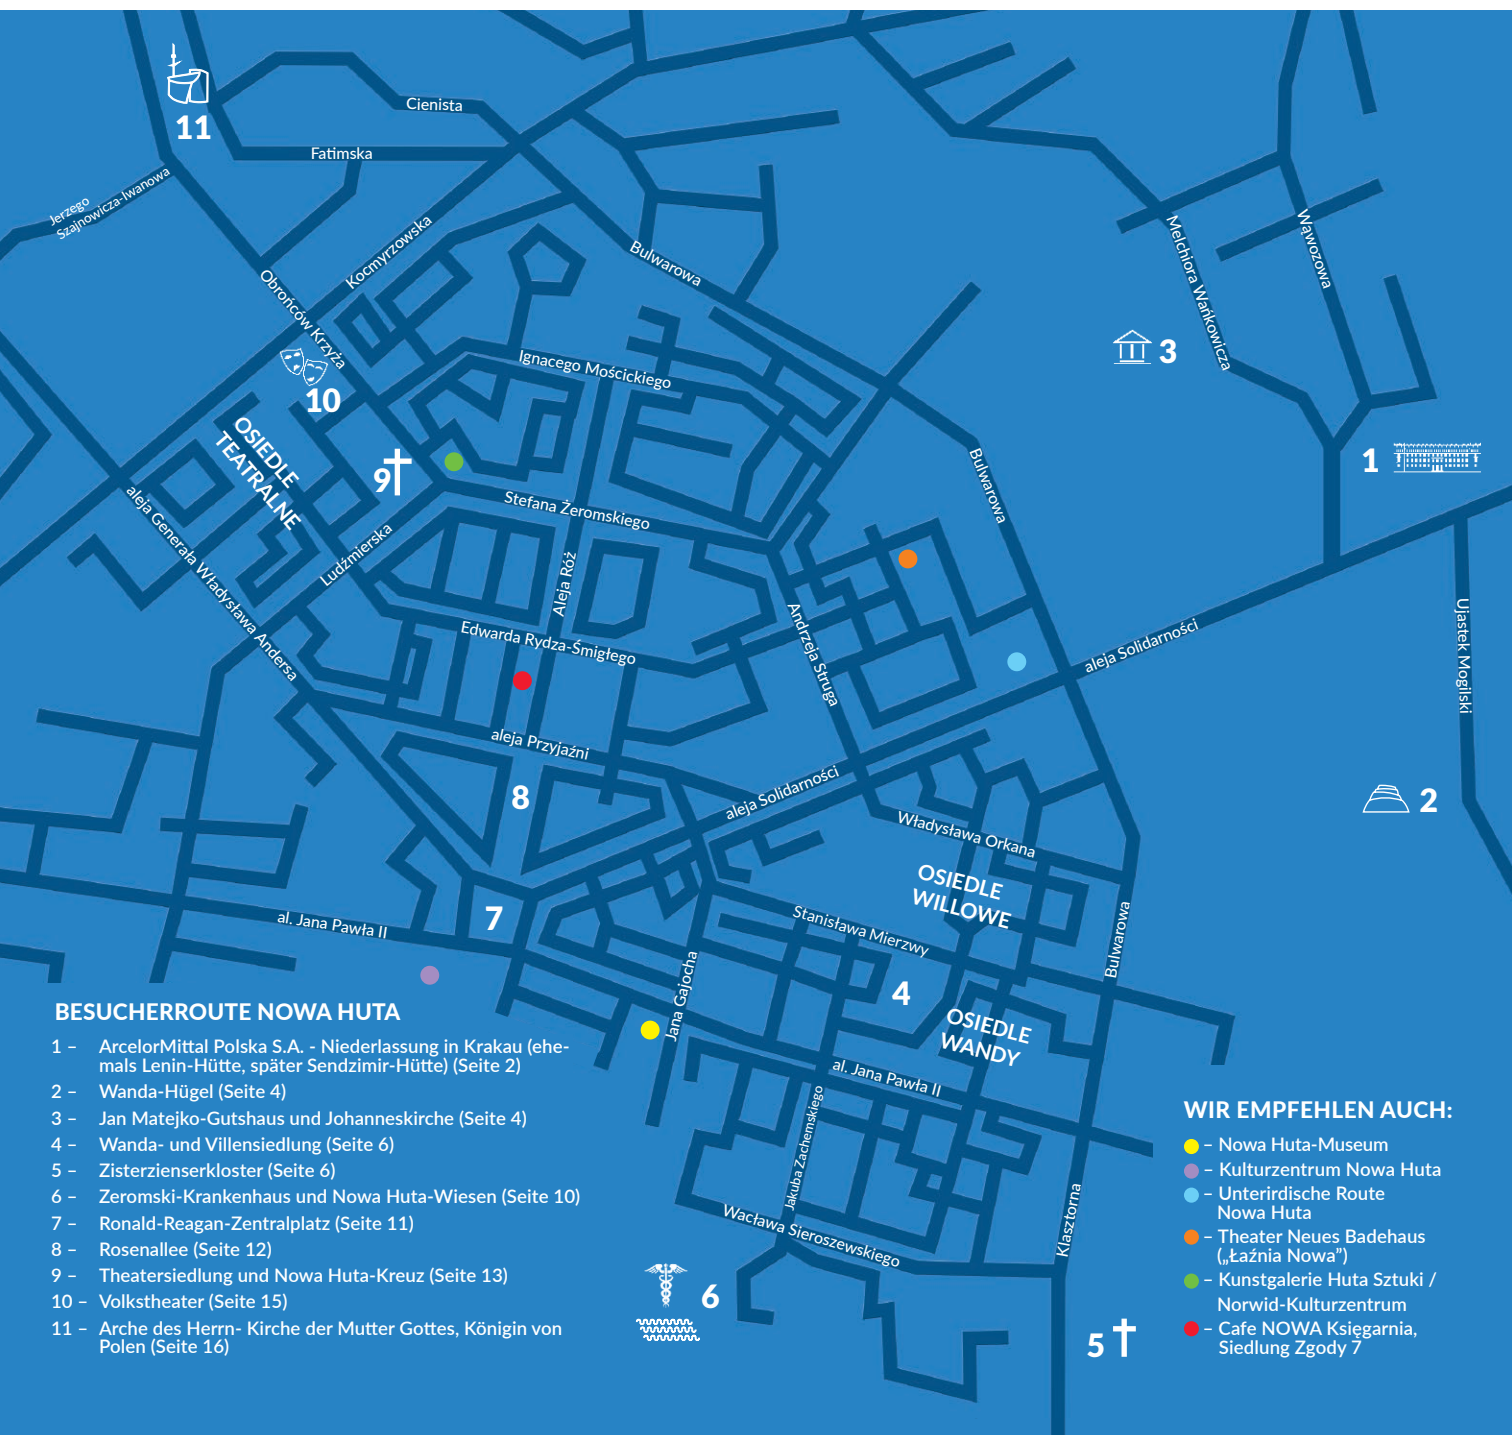 11
Cienista
Fatimska
Jerzego
Szajnowicza-Iwanowa
Kocmyrzowska
Obrońców Krzyża
Bulwarowa
Melchiora Wańkowicza
Wąwozowa
3
10
Ignacego Mościckiego
OSIEDLE
TEATRALNE
9
1
Bulwarowa
Stefana Żeromskiego
aleja Generała Władysława Andersa
Ludźmierska
Aleja Róż
Edwarda Rydza-Śmigłego
Andrzeja Struga
aleja Solidarności
Ujastek Mogilski
aleja Przyjaźni
8
aleja Solidarności
2
Władysława Orkana
OSIEDLE
WILLOWE
7
al. Jana Pawła II
Stanisława Mierzwy
Bulwarowa
Jana Gajocha
4
OSIEDLE
WANDY
al. Jana Pawła II
Jakuba Zachemskiego
Wacława Sieroszewskiego
Klasztorna
6
5
BESUCHERROUTE NOWA HUTA
1 – ArcelorMittal Polska S.A. - Niederlassung in Krakau (ehe-
mals Lenin-Hütte, später Sendzimir-Hütte) (Seite 2)
2 – Wanda-Hügel (Seite 4)
3 – Jan Matejko-Gutshaus und Johanneskirche (Seite 4)
4 – Wanda- und Villensiedlung (Seite 6)
5 – Zisterzienserkloster (Seite 6)
6 – Zeromski-Krankenhaus und Nowa Huta-Wiesen (Seite 10)
7 – Ronald-Reagan-Zentralplatz (Seite 11)
8 – Rosenallee (Seite 12)
9 – Theatersiedlung und Nowa Huta-Kreuz (Seite 13)
10 – Volkstheater (Seite 15)
11 – Arche des Herrn- Kirche der Mutter Gottes, Königin von
Polen (Seite 16)
WIR EMPFEHLEN AUCH:
– Nowa Huta-Museum
– Kulturzentrum Nowa Huta
– Unterirdische Route
Nowa Huta
– Theater Neues Badehaus
(„Łaźnia Nowa”)
– Kunstgalerie Huta Sztuki /
Norwid-Kulturzentrum
– Cafe NOWA Księgarnia,
Siedlung Zgody 7